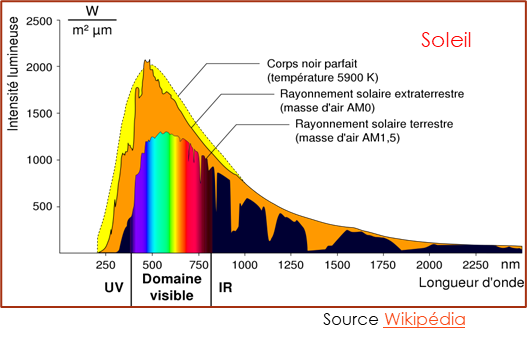 W
m² µm
Soleil
Intensité lumineuse
2500
2000
1500
1000
500
Corps noir parfait
(température 5900 K)
Rayonnement solaire extraterrestre
(masse d'air AM0)
Rayonnement solaire terrestre
(masse d'air AM1,5)
250 500 750 1000 1250 1500 1750 2000 2250 nm
Longueur d'onde
UV Domaine visible IR
Source Wikipédia